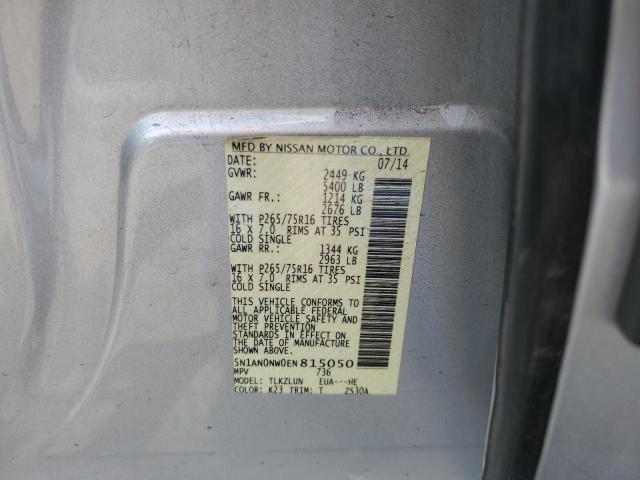 MFD BY NISSAN MOTOR CO., LTD.
DATE: 07/14
GVWR: 2449 KG
5400 LB
GAWR FR.: 1214 KG
2676 LB
WITH P265/75R16 TIRES
16 X 7.0 RIMS AT 35 PSI
COLD SINGLE
GAWR RR.: 1344 KG
2963 LB
WITH P265/75R16 TIRES
16 X 7.0 RIMS AT 35 PSI
COLD SINGLE
THIS VEHICLE CONFORMS TO
ALL APPLICABLE FEDERAL
MOTOR VEHICLE SAFETY AND
THEFT PREVENTION
STANDARDS IN EFFECT ON
THE DATE OF MANUFACTURE
SHOWN ABOVE.
5N1AN0NW0EN815050
MPV 736
MODEL: TLKZLUN EUA---HE
COLOR: K23 TRIM: T ZS30A